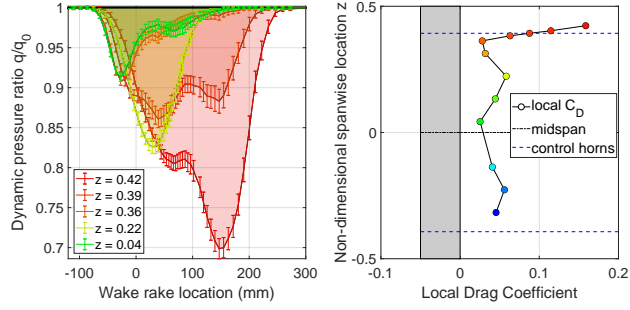 Dynamic pressure ratio q/q0
1
0.95
0.9
0.85
0.8
0.75
0.7
z = 0.42
z = 0.39
z = 0.36
z = 0.22
z = 0.04
-100 0 100 200 300
Wake rake location (mm)
Non-dimensional spanwise location z
0.5
0
-0.5
local CD
midspan
control horns
-0.1 0 0.1 0.2
Local Drag Coefficient